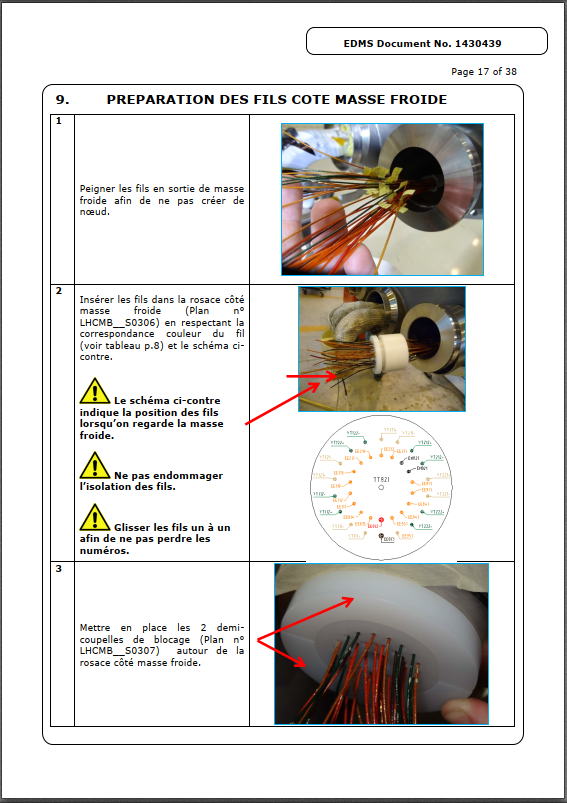 EDMS Document No. 1430439
Page 17 of 38
9. PREPARATION DES FILS COTE MASSE FROIDE
1
Peigner les fils en sortie de masse
froide afin de ne pas créer de
nœud.
2
Insérer les fils dans la rosace côté
masse froide (Plan n°
LHCMB__S0306) en respectant la
correspondance couleur du fil
(voir tableau p.8) et le schéma ci-
contre.
Le schéma ci-contre
indique la position des fils
lorsqu’on regarde la masse
froide.
Ne pas endommager
l’isolation des fils.
Glisser les fils un à un
afin de ne pas perdre les
numéros.
TT821
3
Mettre en place les 2 demi-
coupelles de blocage (Plan n°
LHCMB__S0307) autour de la
rosace côté masse froide.